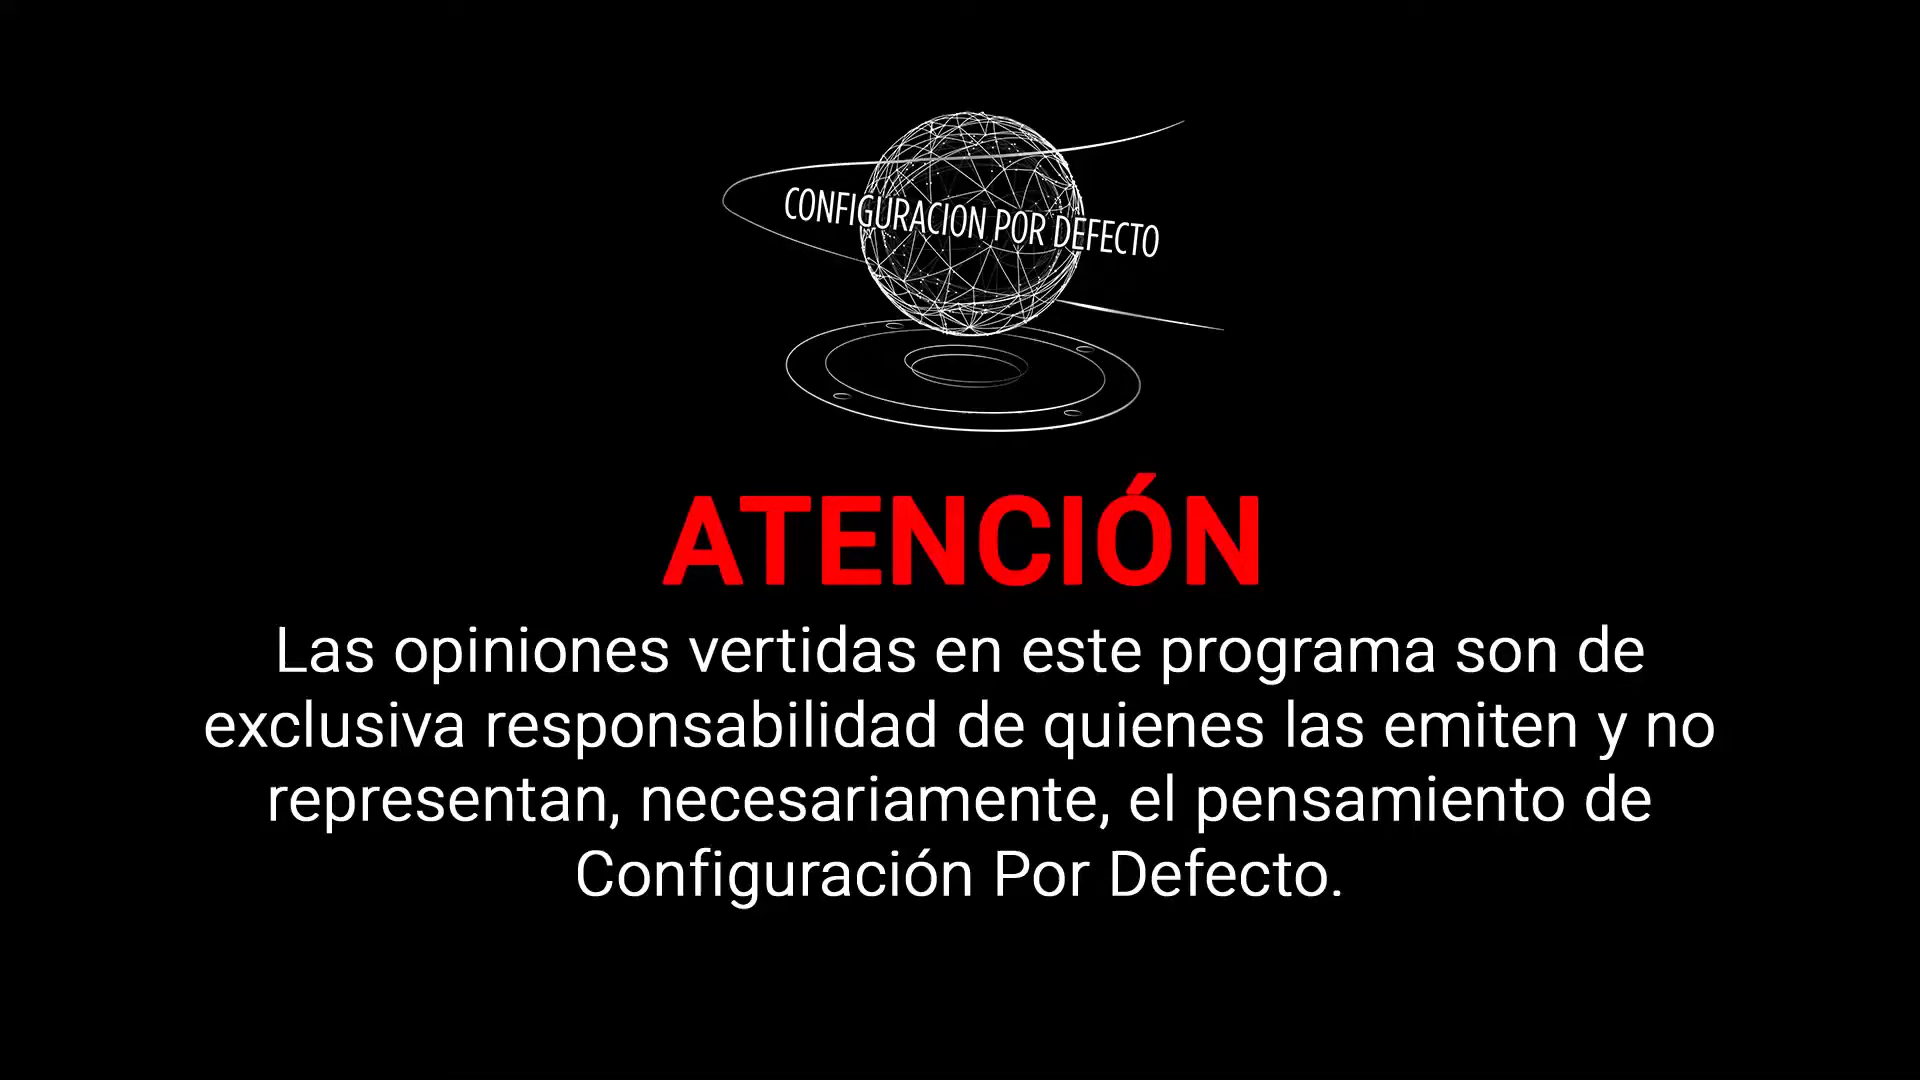 CONFIGURACION POR DEFECTO
ATENCIÓN
Las opiniones vertidas en este programa son de
exclusiva responsabilidad de quienes las emiten y no
representan, necesariamente, el pensamiento de
Configuración Por Defecto.